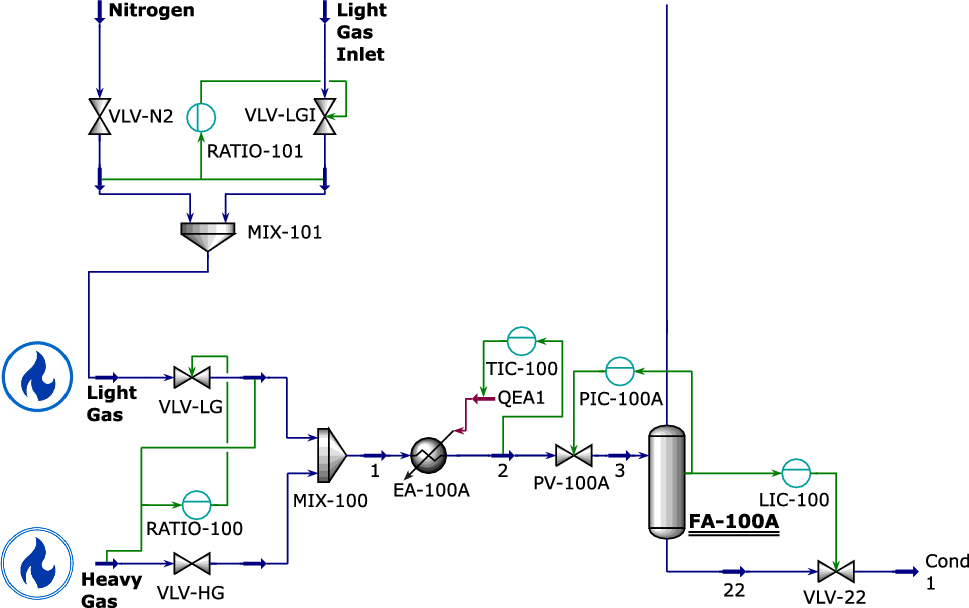 Nitrogen
Light
Gas
Inlet
VLV-N2
VLV-LGI
RATIO-101
MIX-101
Light
Gas
VLV-LG
RATIO-100
Heavy
Gas
VLV-HG
MIX-100
1
EA-100A
TIC-100
QEA1
2
PV-100A
PIC-100A
3
FA-100A
LIC-100
22
VLV-22
Cond
1